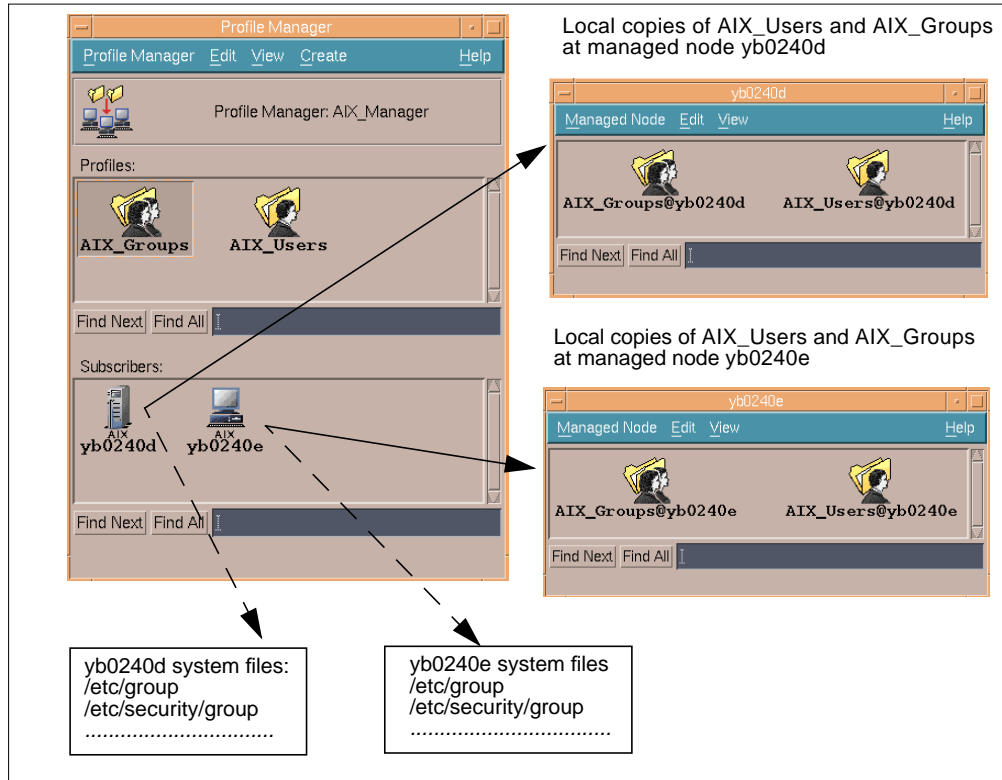 Profile Manager
Profile Manager Edit View Create Help
Profile Manager: AIX_Manager
Profiles:
AIX_Groups AIX_Users
Find Next Find All
Subscribers:
AIX AIX
yb0240d yb0240e
Find Next Find All
Local copies of AIX_Users and AIX_Groups
at managed node yb0240d
yb0240d
Managed Node Edit View Help
AIX_Groups@yb0240d AIX_Users@yb0240d
Find Next Find All
Local copies of AIX_Users and AIX_Groups
at managed node yb0240e
yb0240e
Managed Node Edit View Help
AIX_Groups@yb0240e AIX_Users@yb0240e
Find Next Find All
yb0240d system files:
/etc/group
/etc/security/group
................................
yb0240e system files
/etc/group
/etc/security/group
..................................